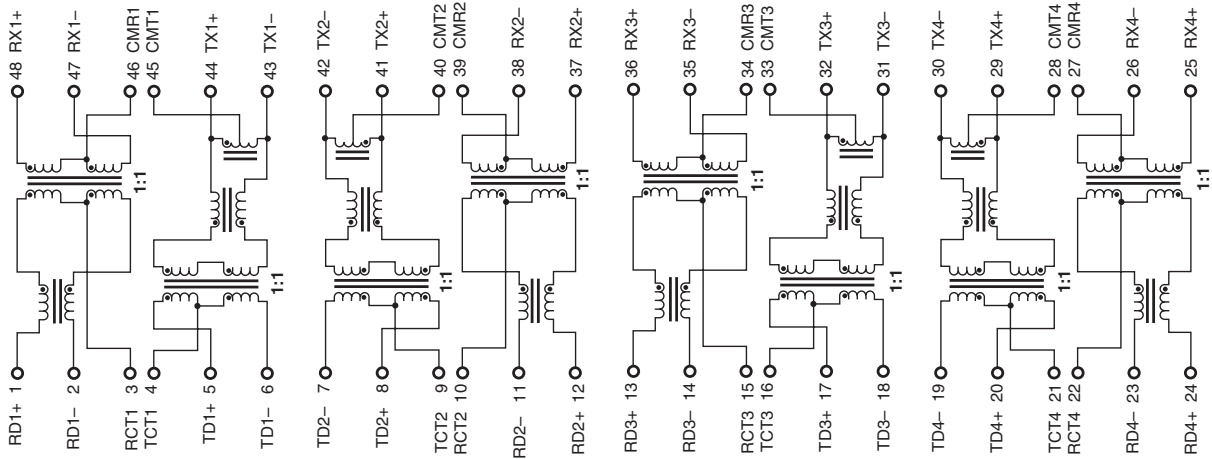 48 RX1+
47 RX1–
46 CMR1
45 CMT1
44 TX1+
43 TX1–
42 TX2–
41 TX2+
40 CMT2
39 CMR2
38 RX2–
37 RX2+
36 RX3+
35 RX3–
34 CMR3
33 CMT3
32 TX3+
31 TX3–
30 TX4–
29 TX4+
28 CMT4
27 CMR4
26 RX4–
25 RX4+
1:1
1:1
1:1
1:1
1:1
1:1
1:1
1:1
RD1+ 1
RD1– 2
RCT1 3
TCT1 4
TD1+ 5
TD1– 6
TD2– 7
TD2+ 8
TCT2 9
RCT2 10
RD2– 11
RD2+ 12
RD3+ 13
RD3– 14
RCT3 15
TCT3 16
TD3+ 17
TD3– 18
TD4– 19
TD4+ 20
TCT4 21
RCT4 22
RD4– 23
RD4+ 24